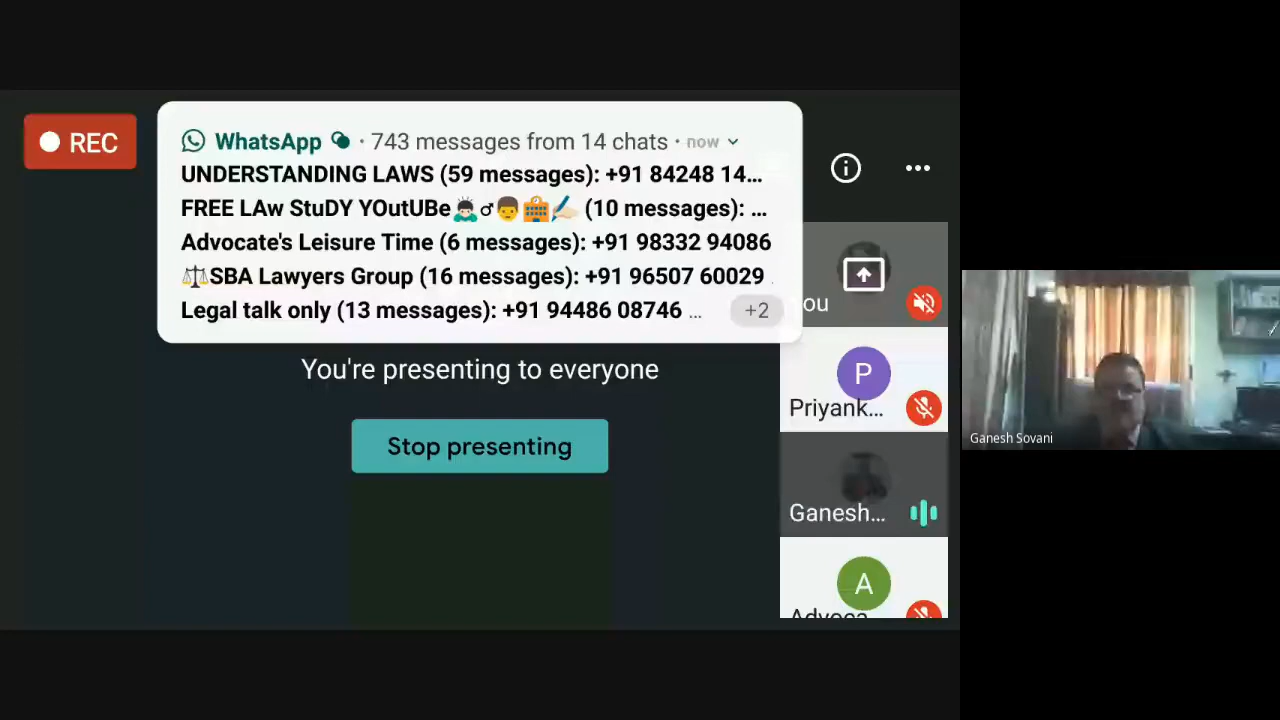 REC
WhatsApp · 743 messages from 14 chats · now
UNDERSTANDING LAWS (59 messages): +91 84248 14...
FREE LAw StuDY YOutUBe🙇🏻♂👨🏫✍🏻 (10 messages): ...
Advocate's Leisure Time (6 messages): +91 98332 94086
⚖SBA Lawyers Group (16 messages): +91 96507 60029
Legal talk only (13 messages): +91 94486 08746 ...
+2
You're presenting to everyone
Stop presenting
P
Priyank...
Ganesh...
A
Ganesh Sovani